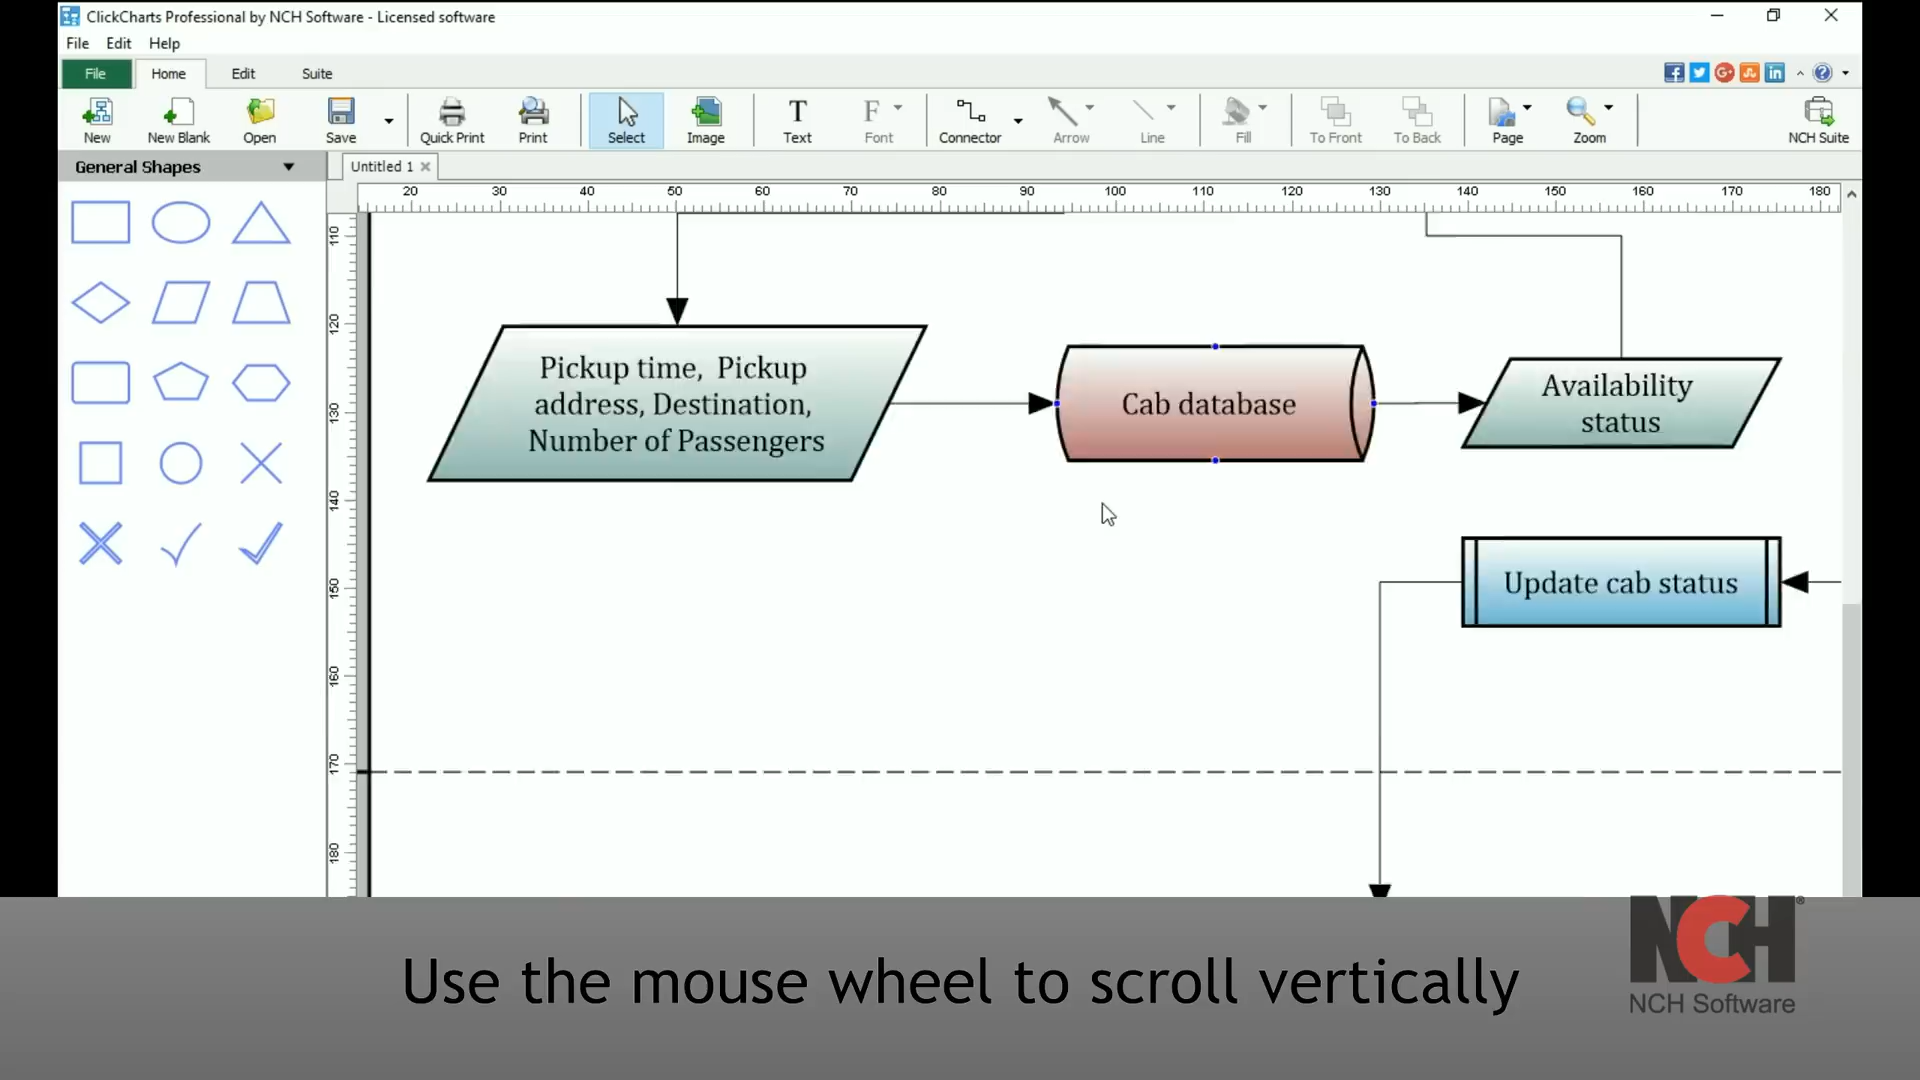 ClickCharts Professional by NCH Software - Licensed software
File Edit Help
File Home Edit Suite
New New Blank Open Save Quick Print Print Select Image Text Font Connector Arrow Line Fill To Front To Back Page Zoom NCH Suite
General Shapes
Untitled 1
20 30 40 50 60 70 80 90 100 110 120 130 140 150 160 170 180
110
120
130
140
150
160
170
180
Pickup time, Pickup
address, Destination,
Number of Passengers
Cab database
Availability
status
Update cab status
Use the mouse wheel to scroll vertically
NCH®
NCH Software